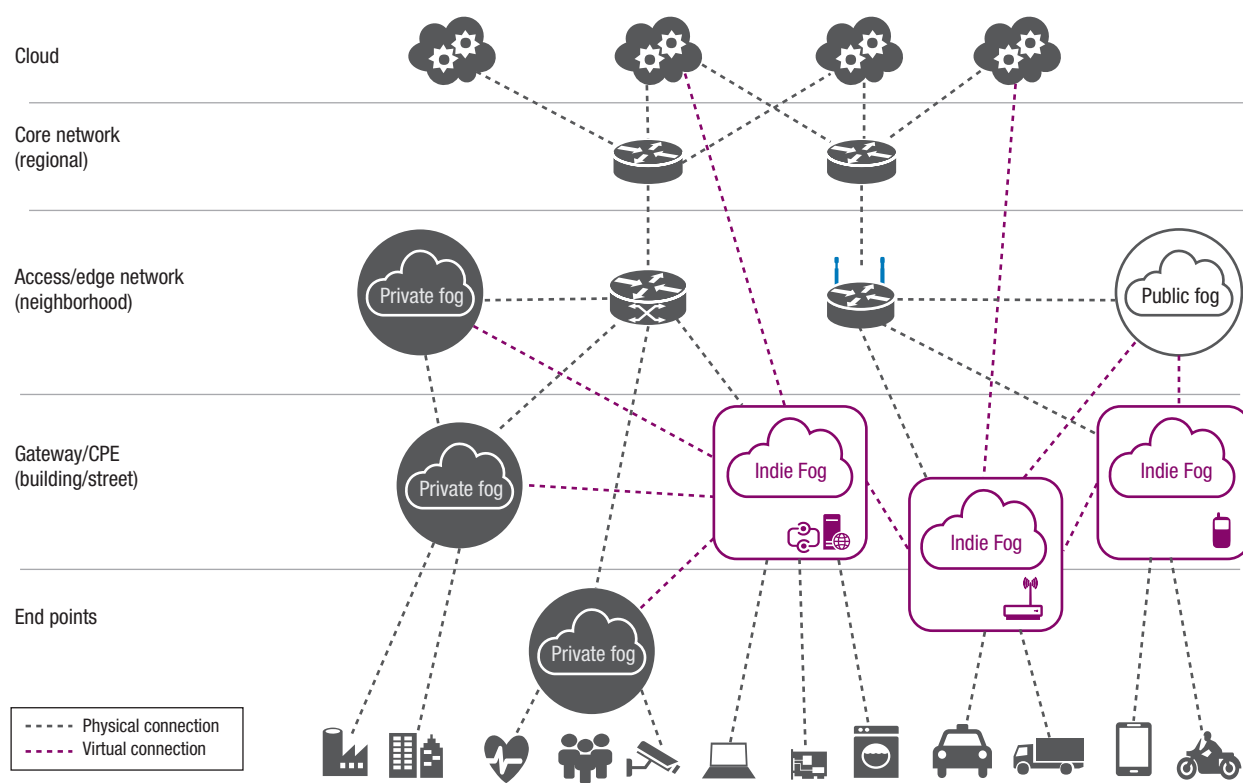 Cloud
Core network
(regional)
Access/edge network
(neighborhood)
Private fog
Public fog
Gateway/CPE
(building/street)
Private fog
Indie Fog
Indie Fog
Indie Fog
End points
Private fog
Physical connection
Virtual connection